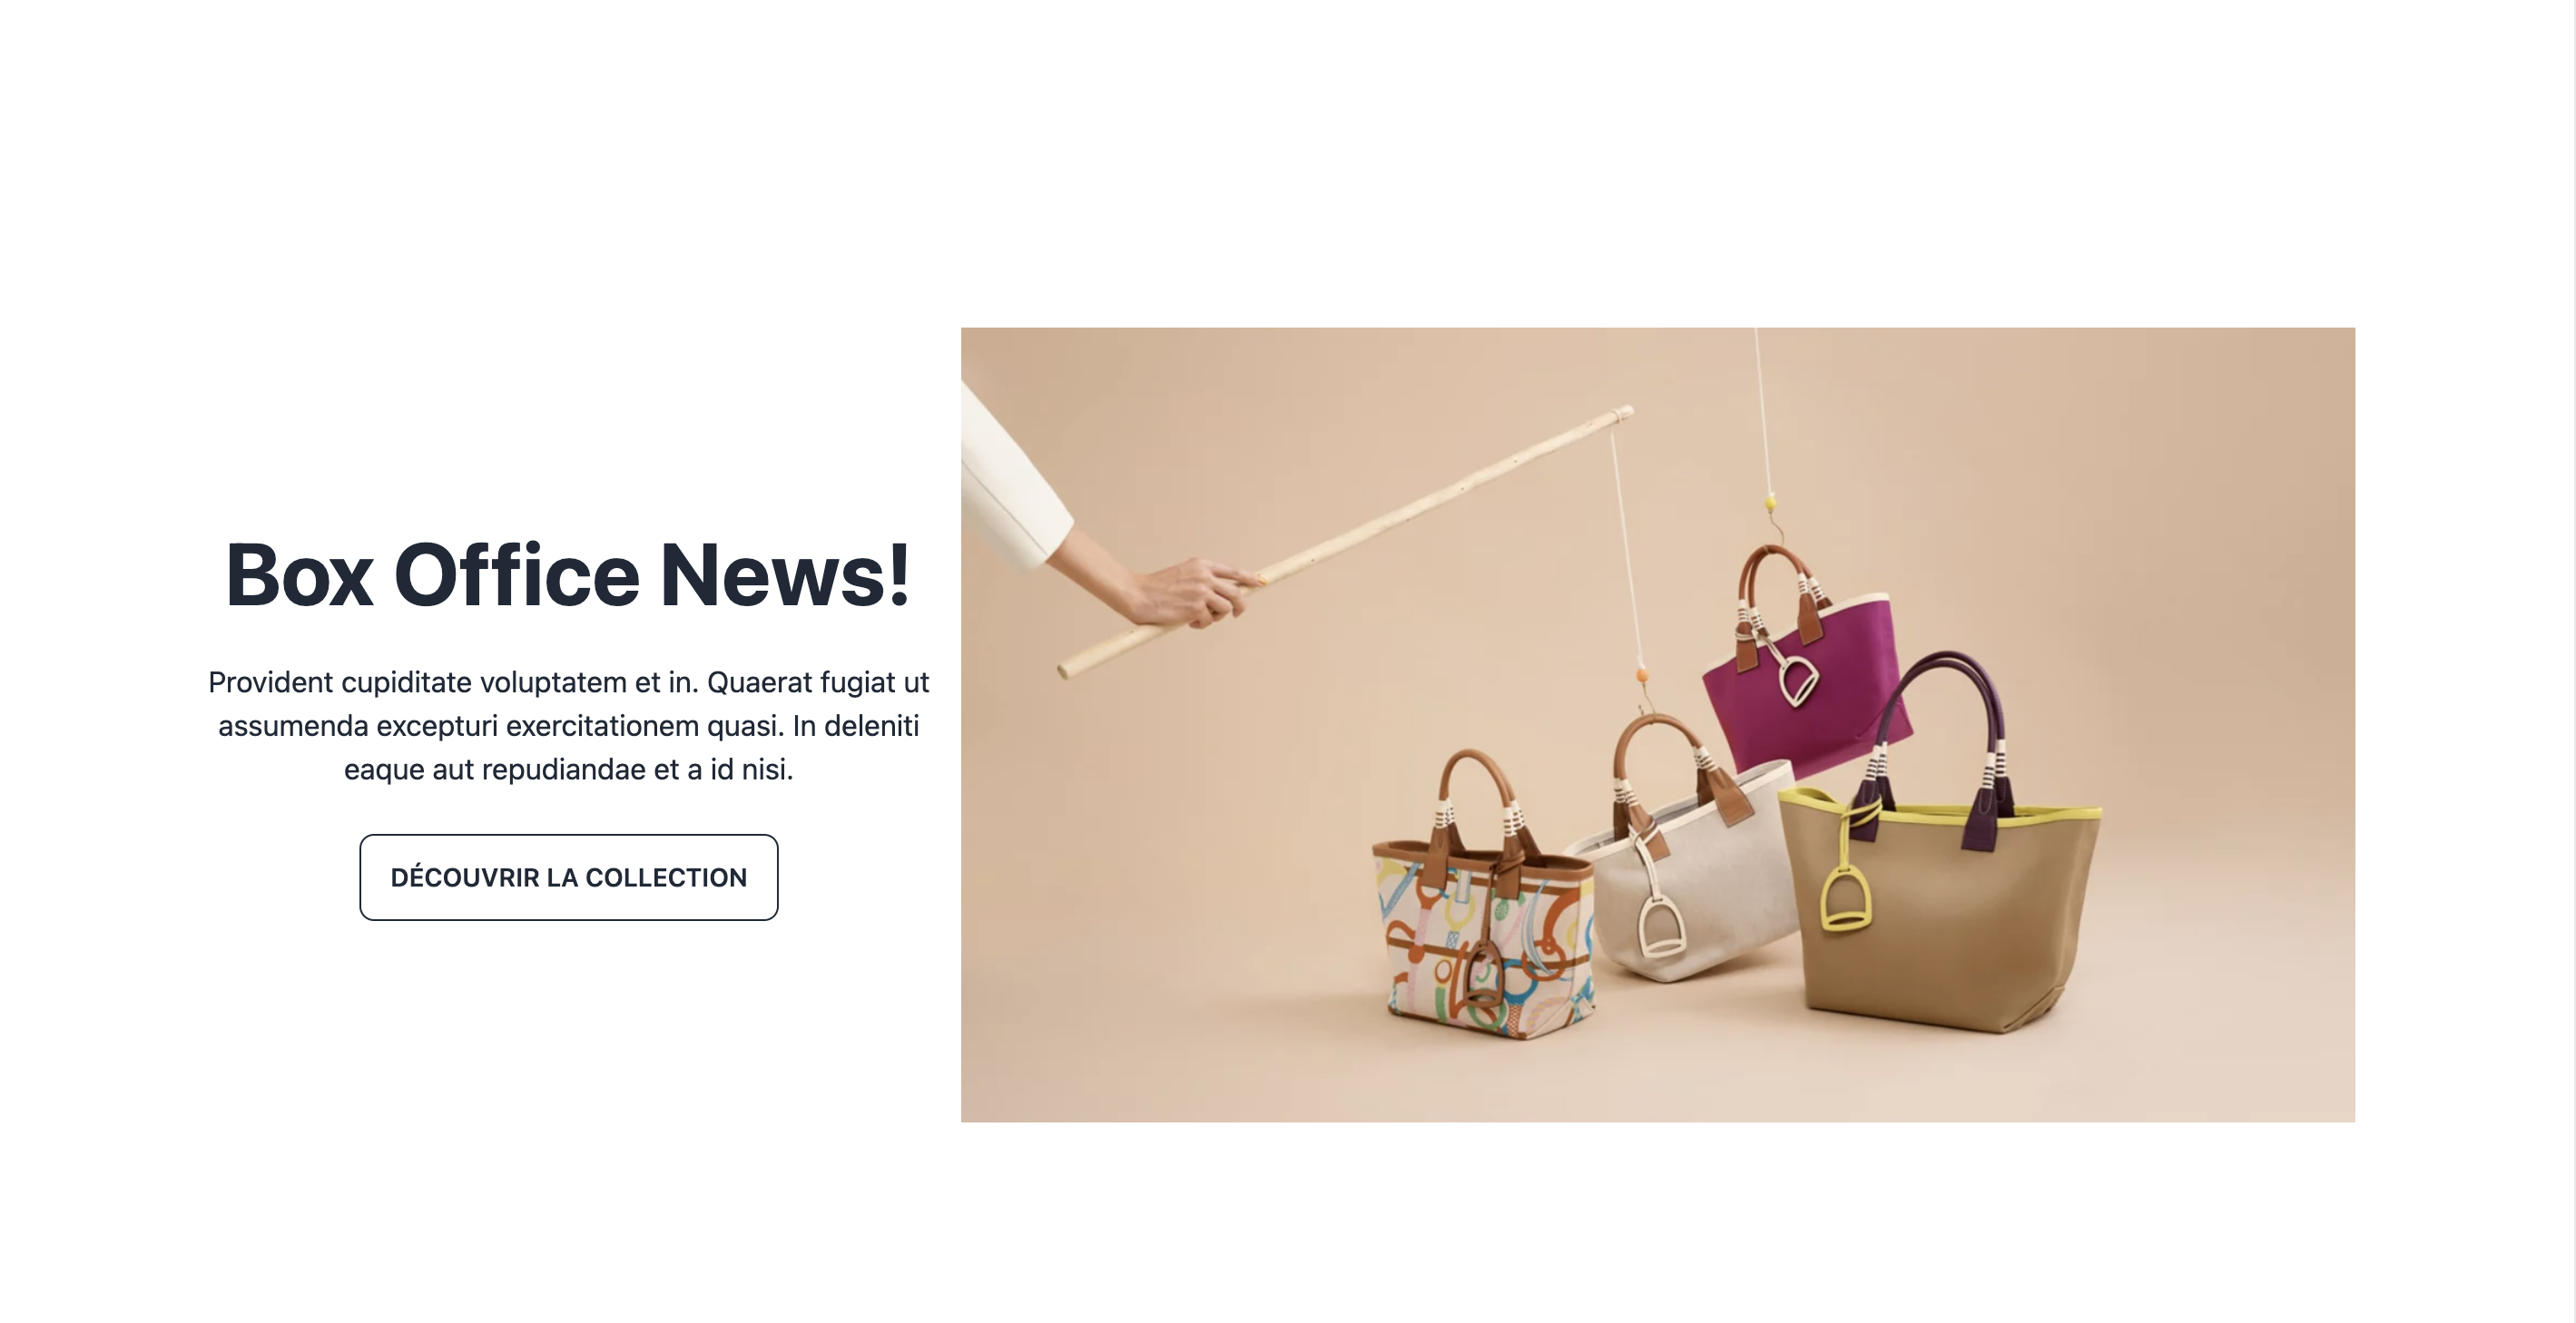 Box Office News!
Provident cupiditate voluptatem et in. Quaerat fugiat ut
assumenda excepturi exercitationem quasi. In deleniti
eaque aut repudiandae et a id nisi.
DÉCOUVRIR LA COLLECTION